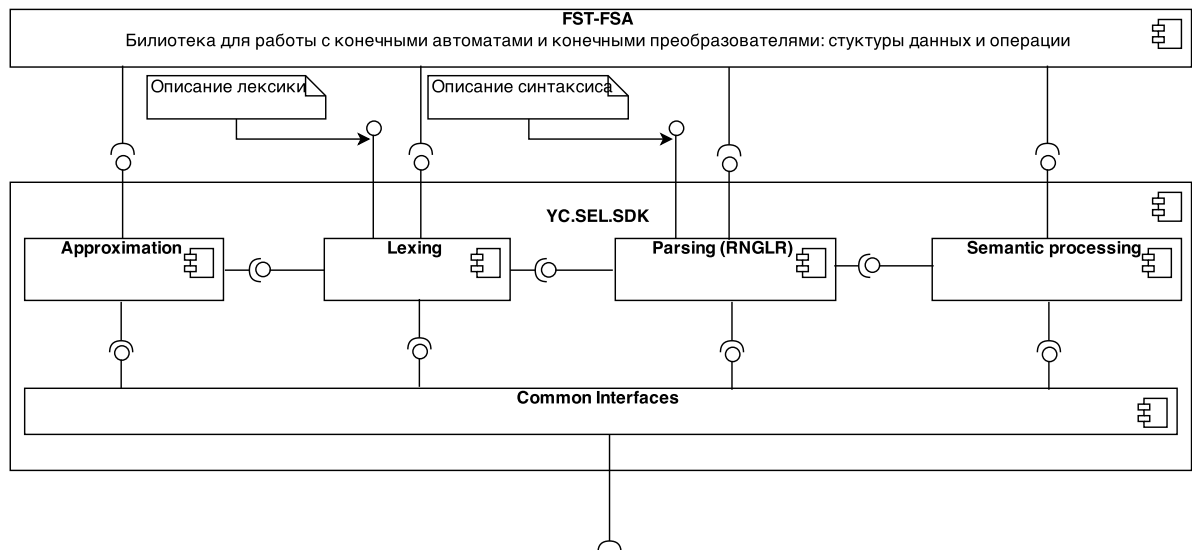 FST-FSA
Билиотека для работы с конечными автоматами и конечными преобразователями: стуктуры данных и операции
Описание лексики
Описание синтаксиса
YC.SEL.SDK
Approximation
Lexing
Parsing (RNGLR)
Semantic processing
Common Interfaces